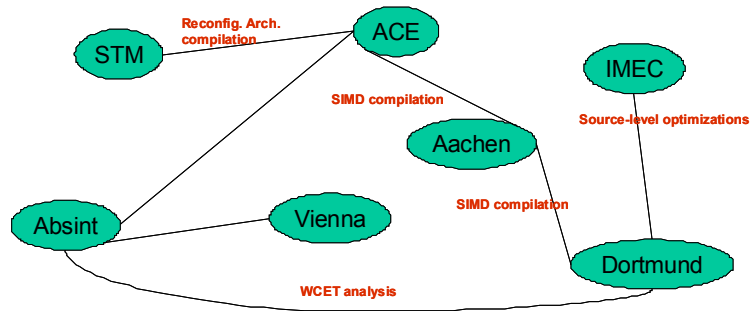 Reconfig. Arch.
compilation
ACE
STM
IMEC
SIMD compilation
Source-level optimizations
Aachen
SIMD compilation
Absint
Vienna
Dortmund
WCET analysis